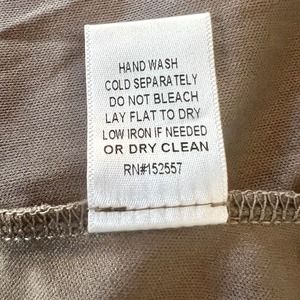 HAND WASH
COLD SEPARATELY
DO NOT BLEACH
LAY FLAT TO DRY
LOW IRON IF NEEDED
OR DRY CLEAN
RN#152557